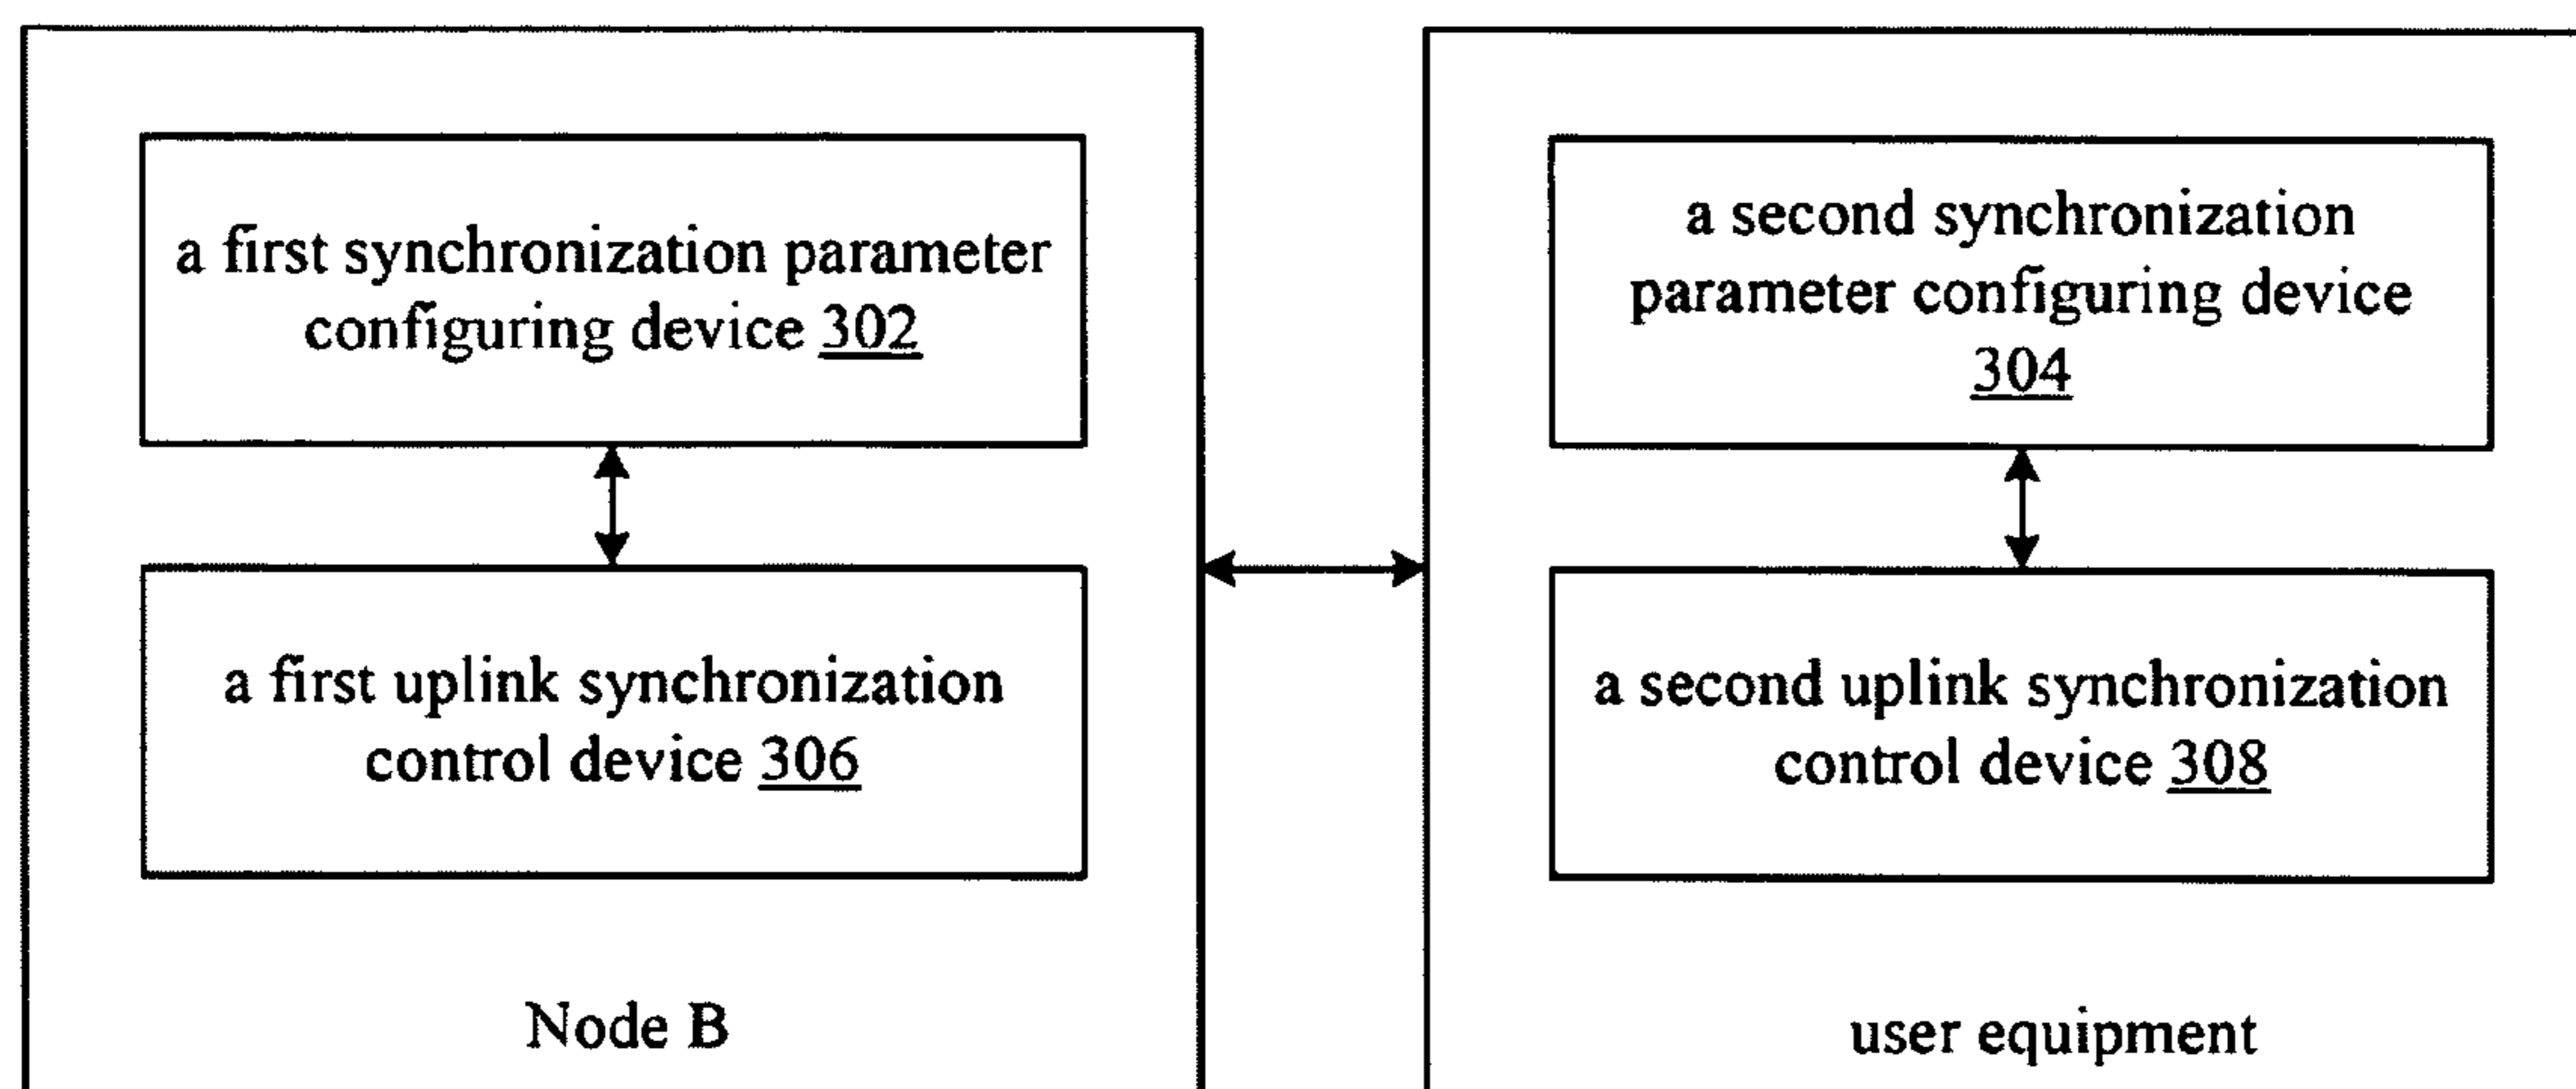 a first synchronization parameter
configuring device 302
a first uplink synchronization
control device 306
Node B
a second synchronization
parameter configuring device
304
a second uplink synchronization
control device 308
user equipment